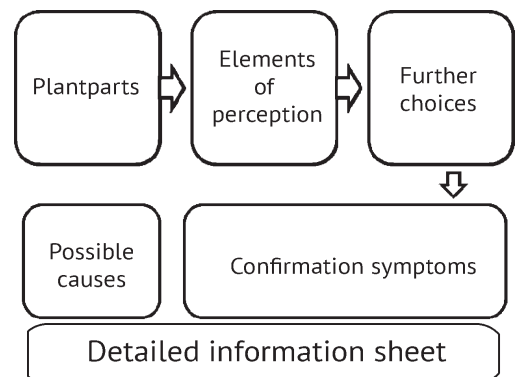 Plantparts
Elements
of
perception
Further
choices
Possible
causes
Confirmation symptoms
Detailed information sheet